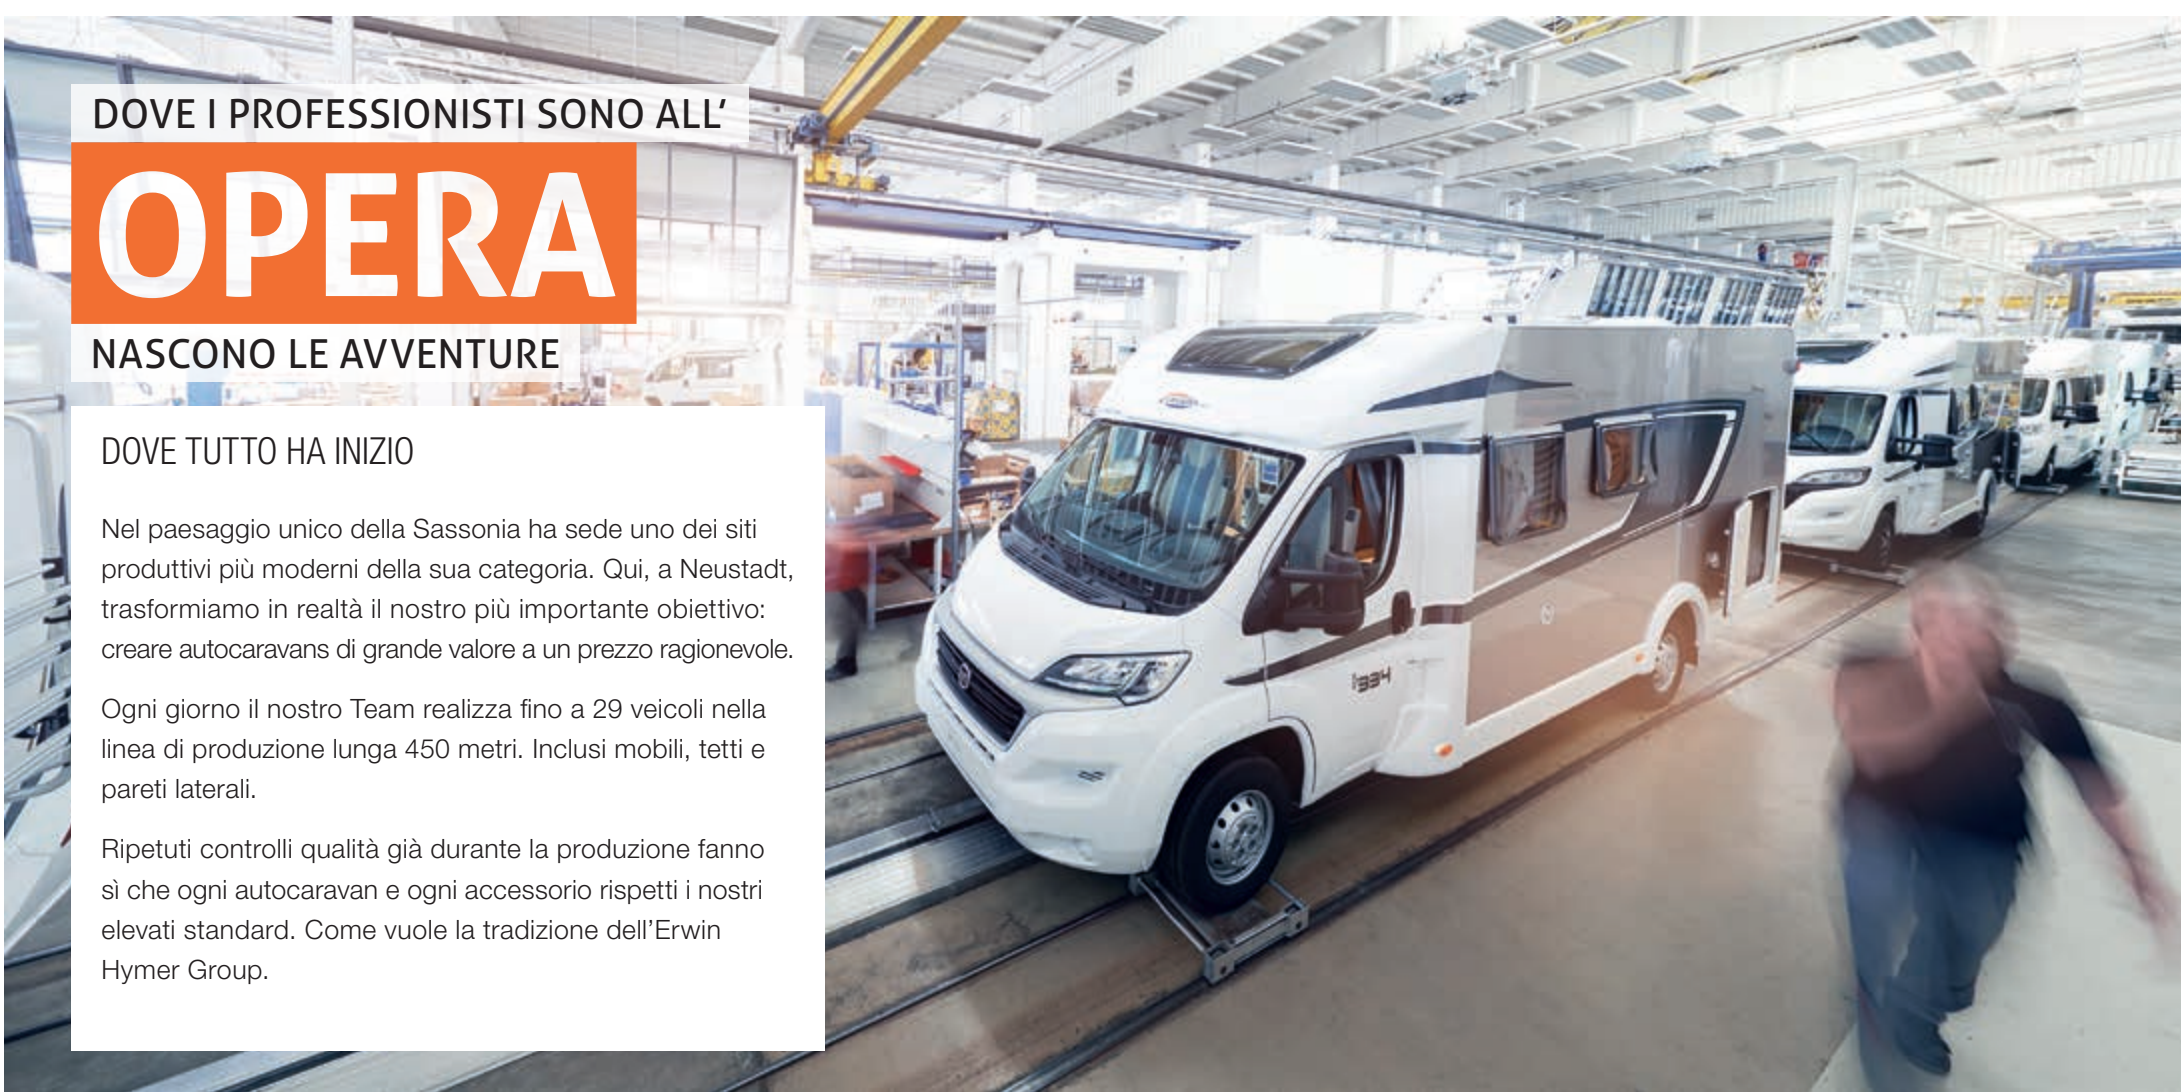 DOVE I PROFESSIONISTI SONO ALL‘
OPERA
NASCONO LE AVVENTURE
DOVE TUTTO HA INIZIO
Nel paesaggio unico della Sassonia ha sede uno dei siti
produttivi più moderni della sua categoria. Qui, a Neustadt,
trasformiamo in realtà il nostro più importante obiettivo:
creare autocaravans di grande valore a un prezzo ragionevole.
Ogni giorno il nostro Team realizza fino a 29 veicoli nella
linea di produzione lunga 450 metri. Inclusi mobili, tetti e
pareti laterali.
Ripetuti controlli qualità già durante la produzione fanno
sì che ogni autocaravan e ogni accessorio rispetti i nostri
elevati standard. Come vuole la tradizione dell’Erwin
Hymer Group.
334